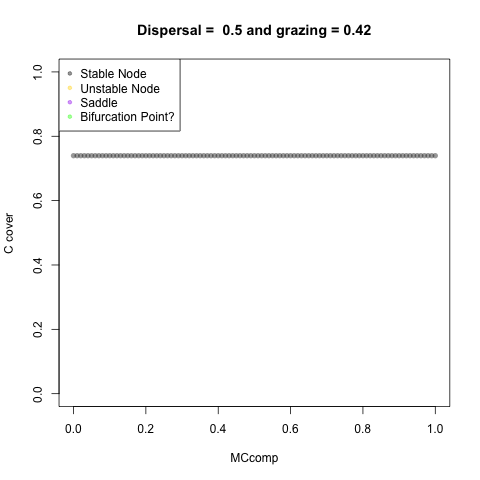 Dispersal =  0.5 and grazing = 0.42
Stable Node
Unstable Node
Saddle
Bifurcation Point?
C cover
1.0
0.8
0.6
0.4
0.2
0.0
0.0 0.2 0.4 0.6 0.8 1.0
MCcomp